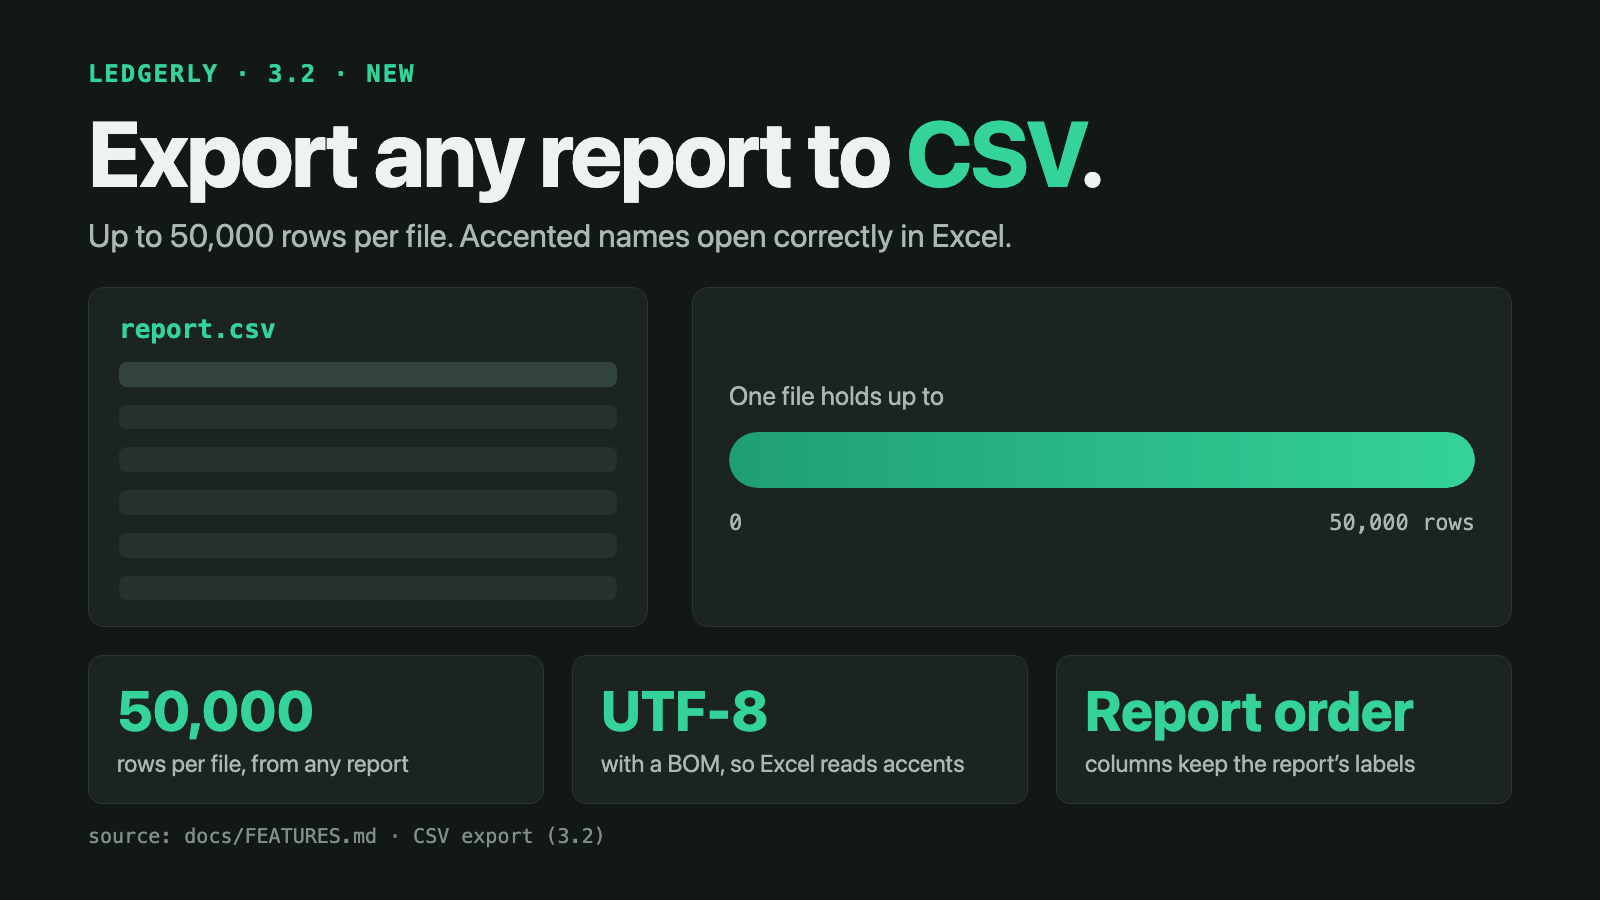 LEDGERLY · 3.2 · NEW
Export any report to CSV.
Up to 50,000 rows per file. Accented names open correctly in Excel.
report.csv
One file holds up to
0
50,000 rows
50,000
rows per file, from any report
UTF-8
with a BOM, so Excel reads accents
Report order
columns keep the report’s labels
source: docs/FEATURES.md · CSV export (3.2)